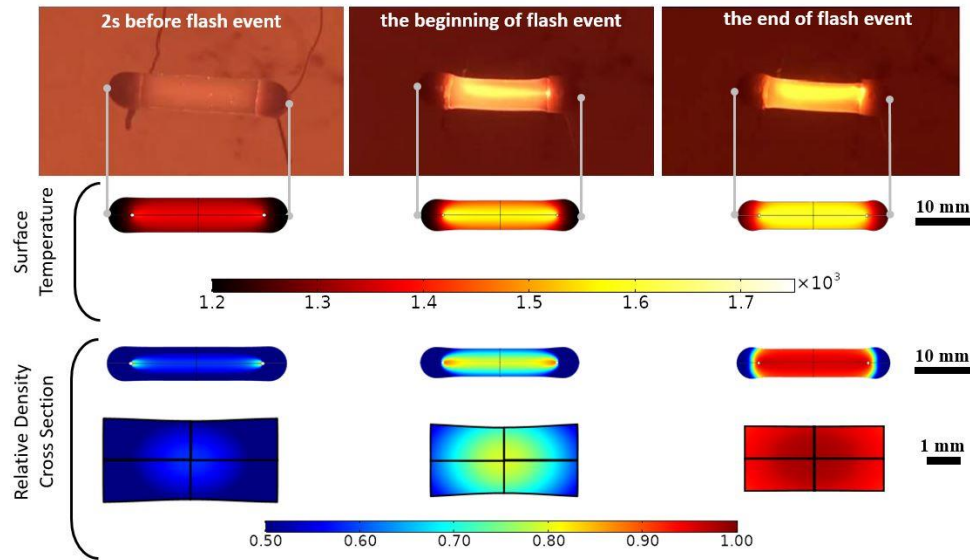 2s before flash event
the beginning of flash event
the end of flash event
Surface
Temperature
10 mm
×10³
1.2 1.3 1.4 1.5 1.6 1.7
Relative Density
Cross Section
10 mm
1 mm
0.50 0.60 0.70 0.80 0.90 1.00